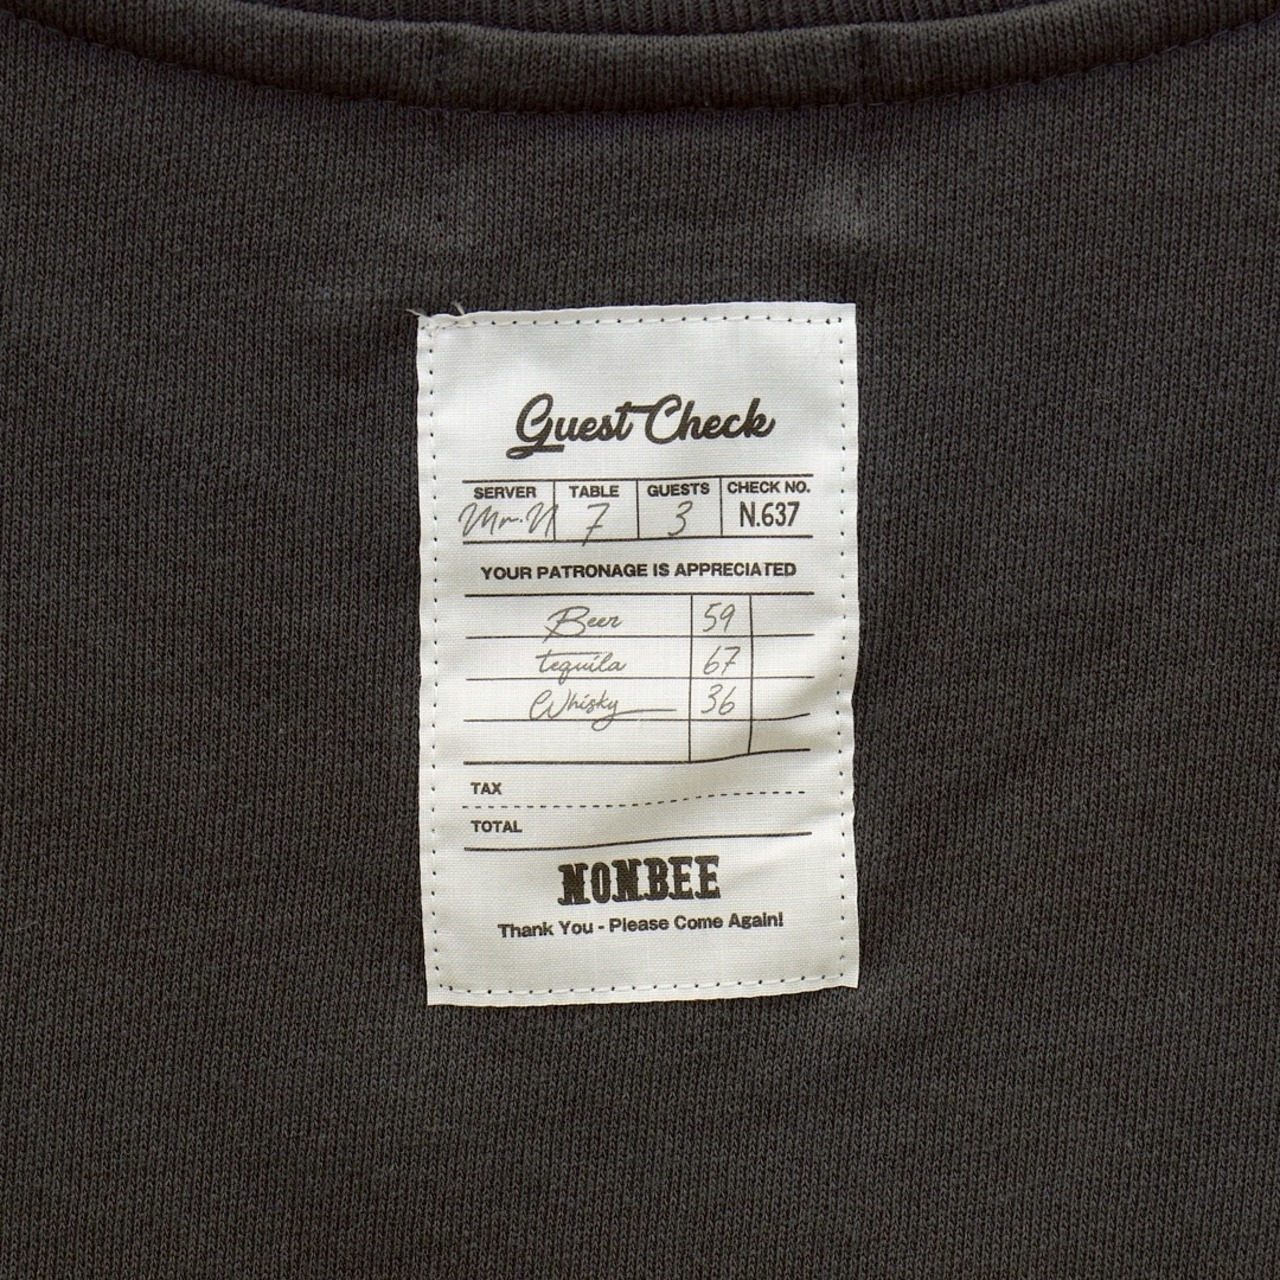 Guest Check
SERVER TABLE GUESTS CHECK NO.
Mr.N 7 3 N.637
YOUR PATRONAGE IS APPRECIATED
Beer 59
tequila 67
Whisky 36
TAX
TOTAL
NONBEE
Thank You - Please Come Again!